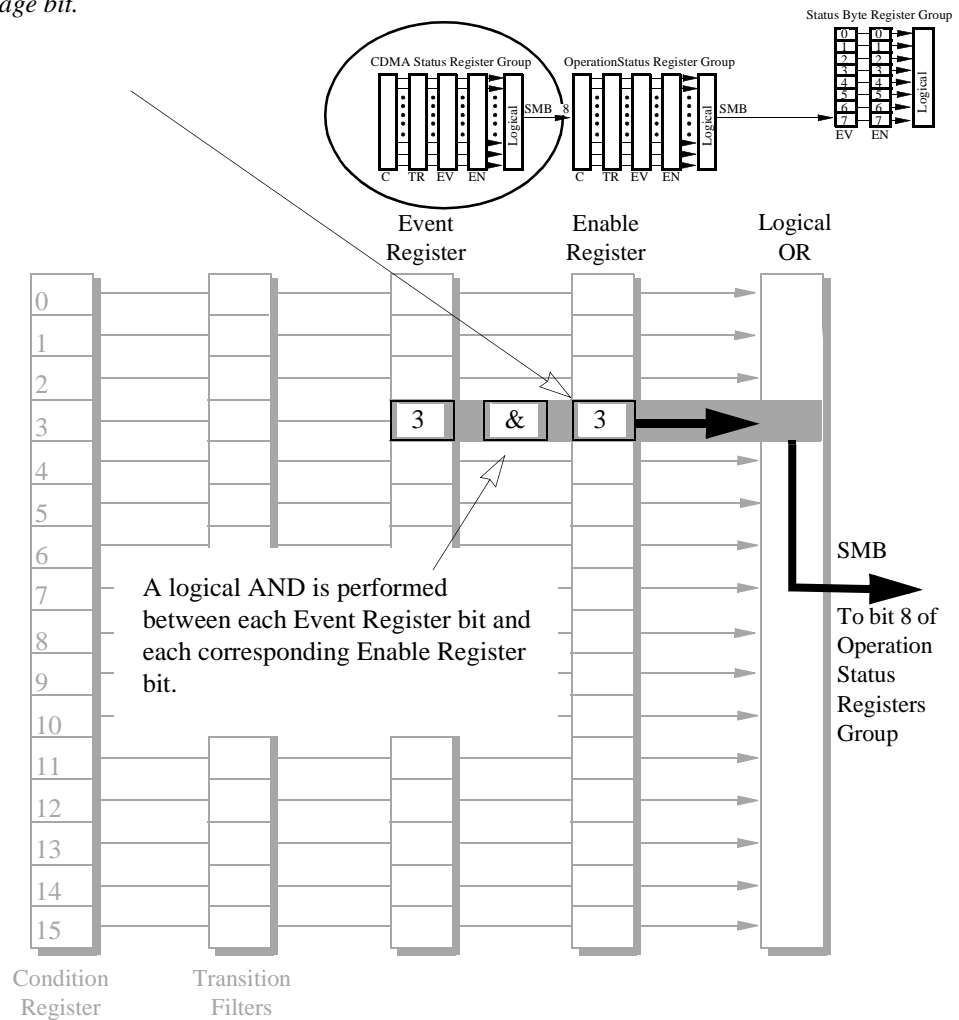 age bit.
Status Byte Register Group
0 0
1 1
2 2
3 3
4 4
5 5
6 6
7 7
EV EN
Logical
CDMA Status Register Group
OperationStatus Register Group
Logical
SMB 8
Logical
SMB
C TR EV EN
C TR EV EN
Event
Register
Enable
Register
Logical
OR
0
1
2
3
3 & 3
4
5
6
7
8
9
10
11
12
13
14
15
A logical AND is performed
between each Event Register bit and
each corresponding Enable Register
bit.
SMB
To bit 8 of
Operation
Status
Registers
Group
Condition
Register
Transition
Filters